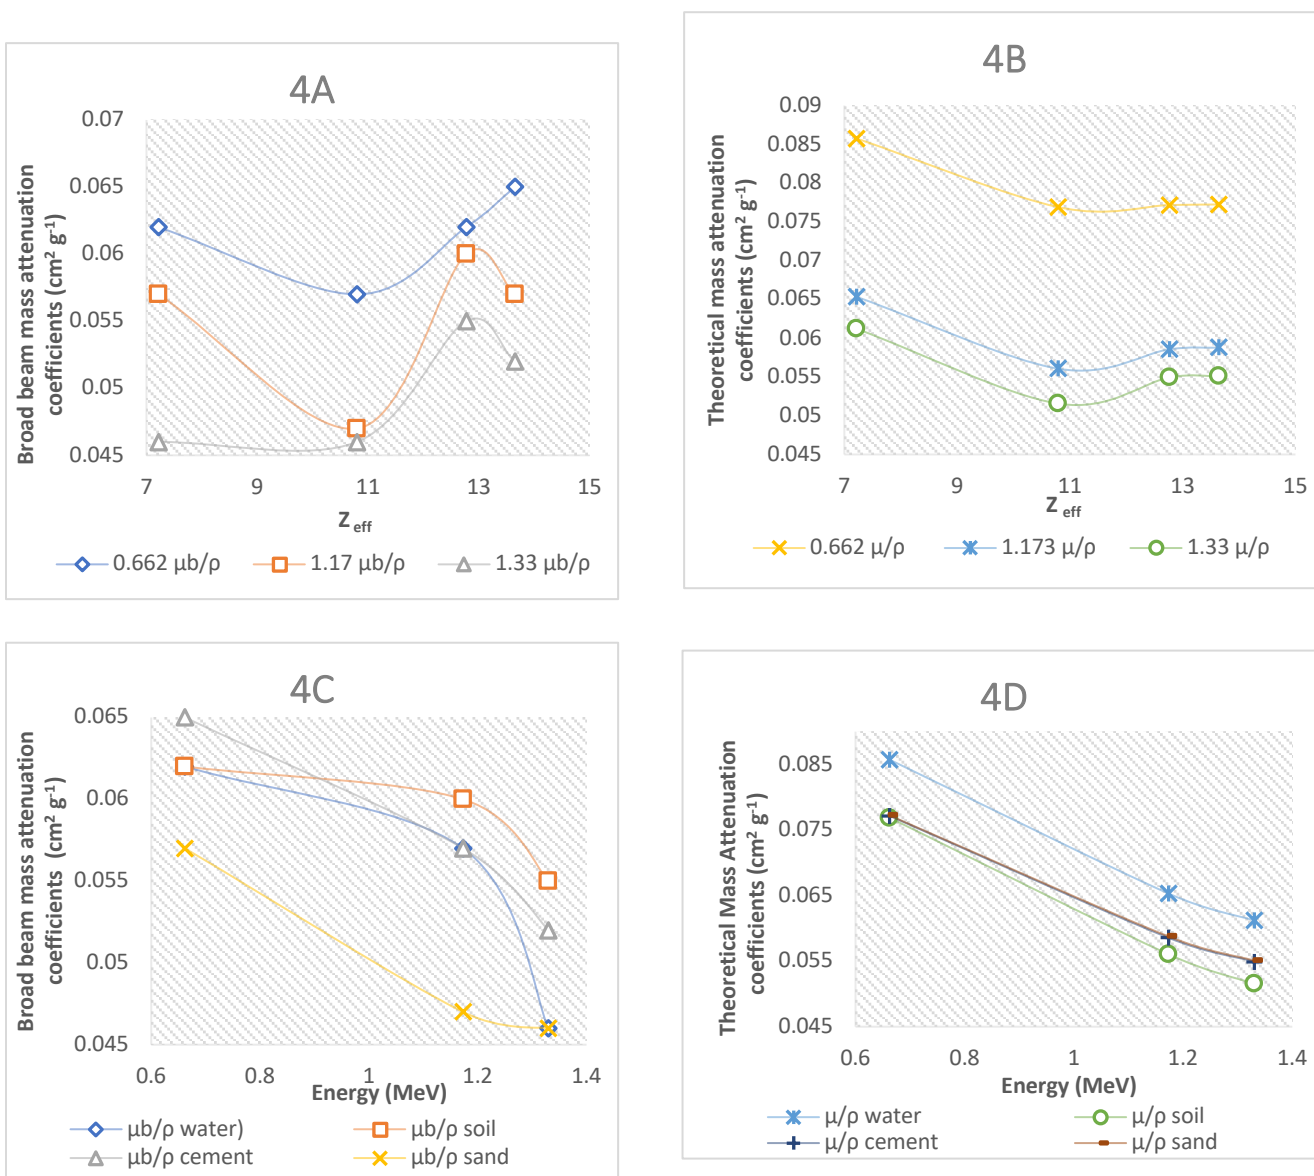 4A
Broad beam mass attenuation
coefficients (cm² g⁻¹)
0.07
0.065
0.06
0.055
0.05
0.045
7 9 11 13 15
Z eff
0.662 μb/ρ 1.17 μb/ρ 1.33 μb/ρ
4B
Theoretical mass attenuation
coefficients (cm² g⁻¹)
0.09
0.085
0.08
0.075
0.07
0.065
0.06
0.055
0.05
0.045
7 9 11 13 15
Z eff
0.662 μ/ρ 1.173 μ/ρ 1.33 μ/ρ
4C
Broad beam mass attenuation
coefficients (cm² g⁻¹)
0.065
0.06
0.055
0.05
0.045
0.6 0.8 1 1.2 1.4
Energy (MeV)
μb/ρ water) μb/ρ soil
μb/ρ cement μb/ρ sand
4D
Theoretical Mass Attenuation
coefficients (cm² g⁻¹)
0.085
0.075
0.065
0.055
0.045
0.6 0.8 1 1.2 1.4
Energy (MeV)
μ/ρ water μ/ρ soil
μ/ρ cement μ/ρ sand